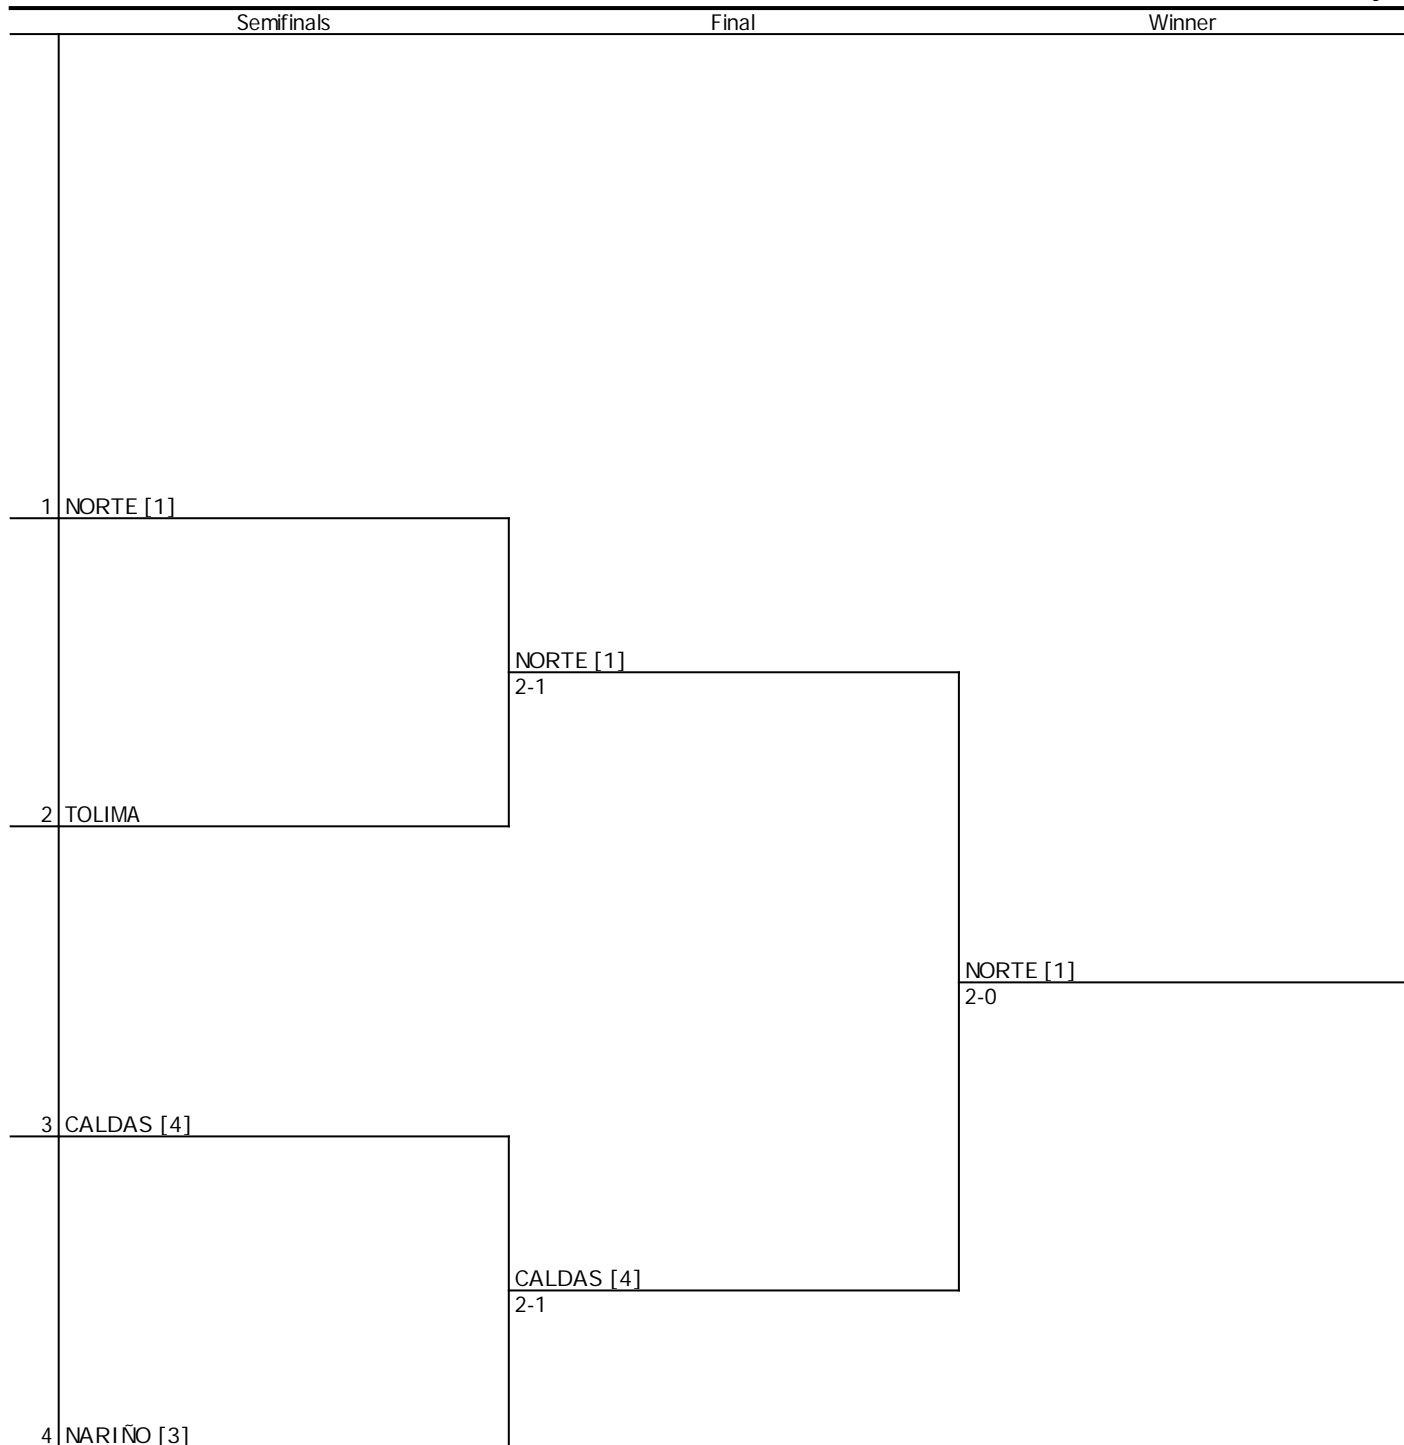 Semifinals Final Winner
1 NORTE [1]
NORTE [1]
2-1
2 TOLIMA
NORTE [1]
2-0
3 CALDAS [4]
CALDAS [4]
2-1
4 NARIÑO [3]